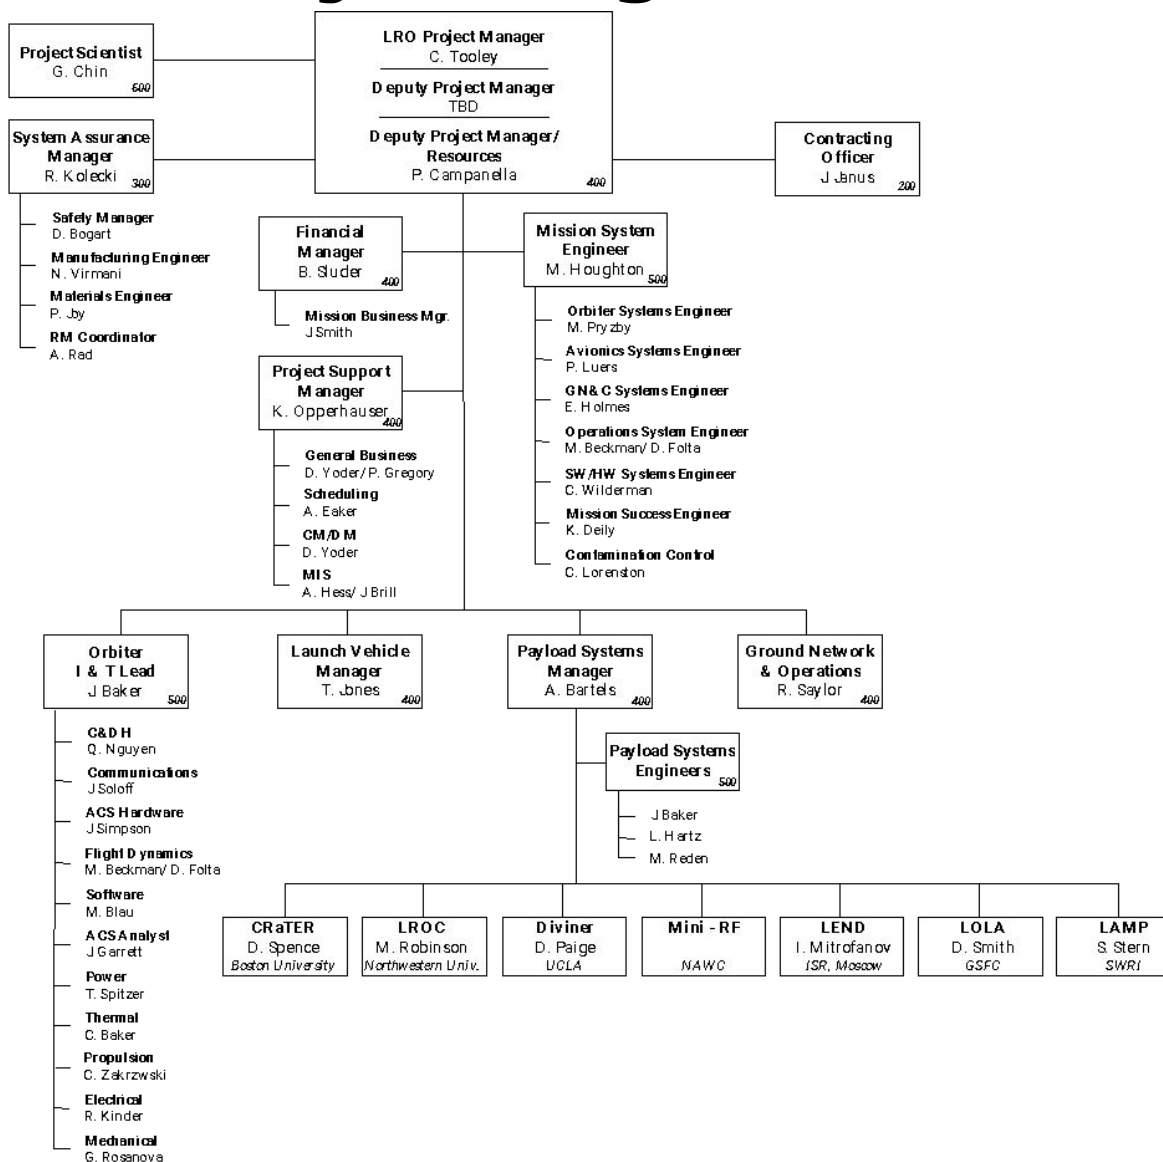 Project Scientist
G. Chin
600
LRO Project Manager
C. Tooley
Deputy Project Manager
TBD
Deputy Project Manager/
Resources
P. Campanella
400
System Assurance
Manager
R. Kolecki
300
Contracting
Officer
J Janus
200
Safety Manager
D. Bogart
Manufacturing Engineer
N. Virmani
Materials Engineer
P. Joy
RM Coordinator
A. Rad
Financial
Manager
B. Sluder
400
Mission Business Mgr.
J Smith
Mission System
Engineer
M. Houghton
500
Orbiter Systems Engineer
M. Pryzby
Avionics Systems Engineer
P. Luers
GN&C Systems Engineer
E. Holmes
Operations System Engineer
M. Beckman/ D. Folta
SW/HW Systems Engineer
C. Wilderman
Mission Success Engineer
K. Deily
Contamination Control
C. Lorenston
Project Support
Manager
K. Opperhauser
400
General Business
D. Yoder/ P. Gregory
Scheduling
A. Eaker
CM/DM
D. Yoder
MIS
A. Hess/ J Brill
Orbiter
I & T Lead
J Baker
500
Launch Vehicle
Manager
T. Jones
400
Payload Systems
Manager
A. Bartels
400
Ground Network
& Operations
R. Saylor
400
C&DH
Q. Nguyen
Communications
J Soloff
ACS Hardware
J Simpson
Flight Dynamics
M. Beckman/ D. Folta
Software
M. Blau
ACS Analyst
J Garrett
Power
T. Spitzer
Thermal
C. Baker
Propulsion
C. Zakrzwski
Electrical
R. Kinder
Mechanical
G. Rosanova
Payload Systems
Engineers
500
J Baker
L. Hartz
M. Reden
CRaTER
D. Spence
Boston University
LROC
M. Robinson
Northwestern Univ.
Diviner
D. Paige
UCLA
Mini - RF
NAWC
LEND
I. Mitrofanov
ISR, Moscow
LOLA
D. Smith
GSFC
LAMP
S. Stern
SWRI